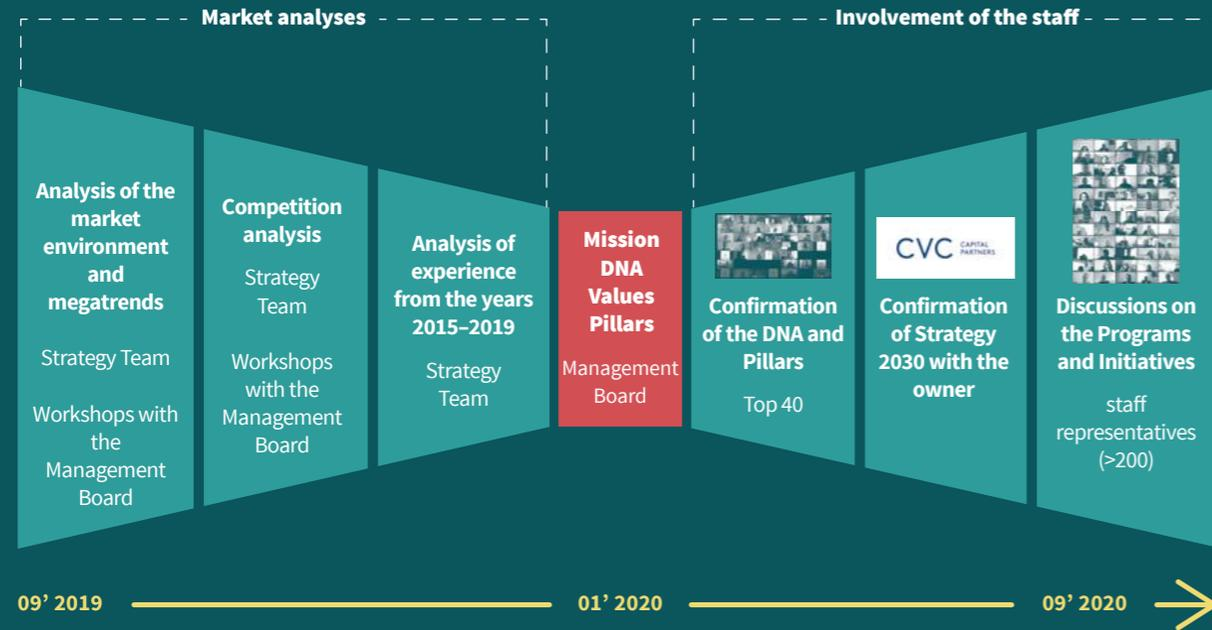 Market analyses
Involvement of the staff
Analysis of the
market
environment
and
megatrends
Strategy Team
Workshops with
the
Management
Board
Competition
analysis
Strategy
Team
Workshops
with the
Management
Board
Analysis of
experience
from the years
2015–2019
Strategy
Team
Mission
DNA
Values
Pillars
Management
Board
Confirmation
of the DNA and
Pillars
Top 40
CVC CAPITAL
PARTNERS
Confirmation
of Strategy
2030 with the
owner
Discussions on
the Programs
and Initiatives
staff
representatives
(>200)
09’ 2019
01’ 2020
09’ 2020